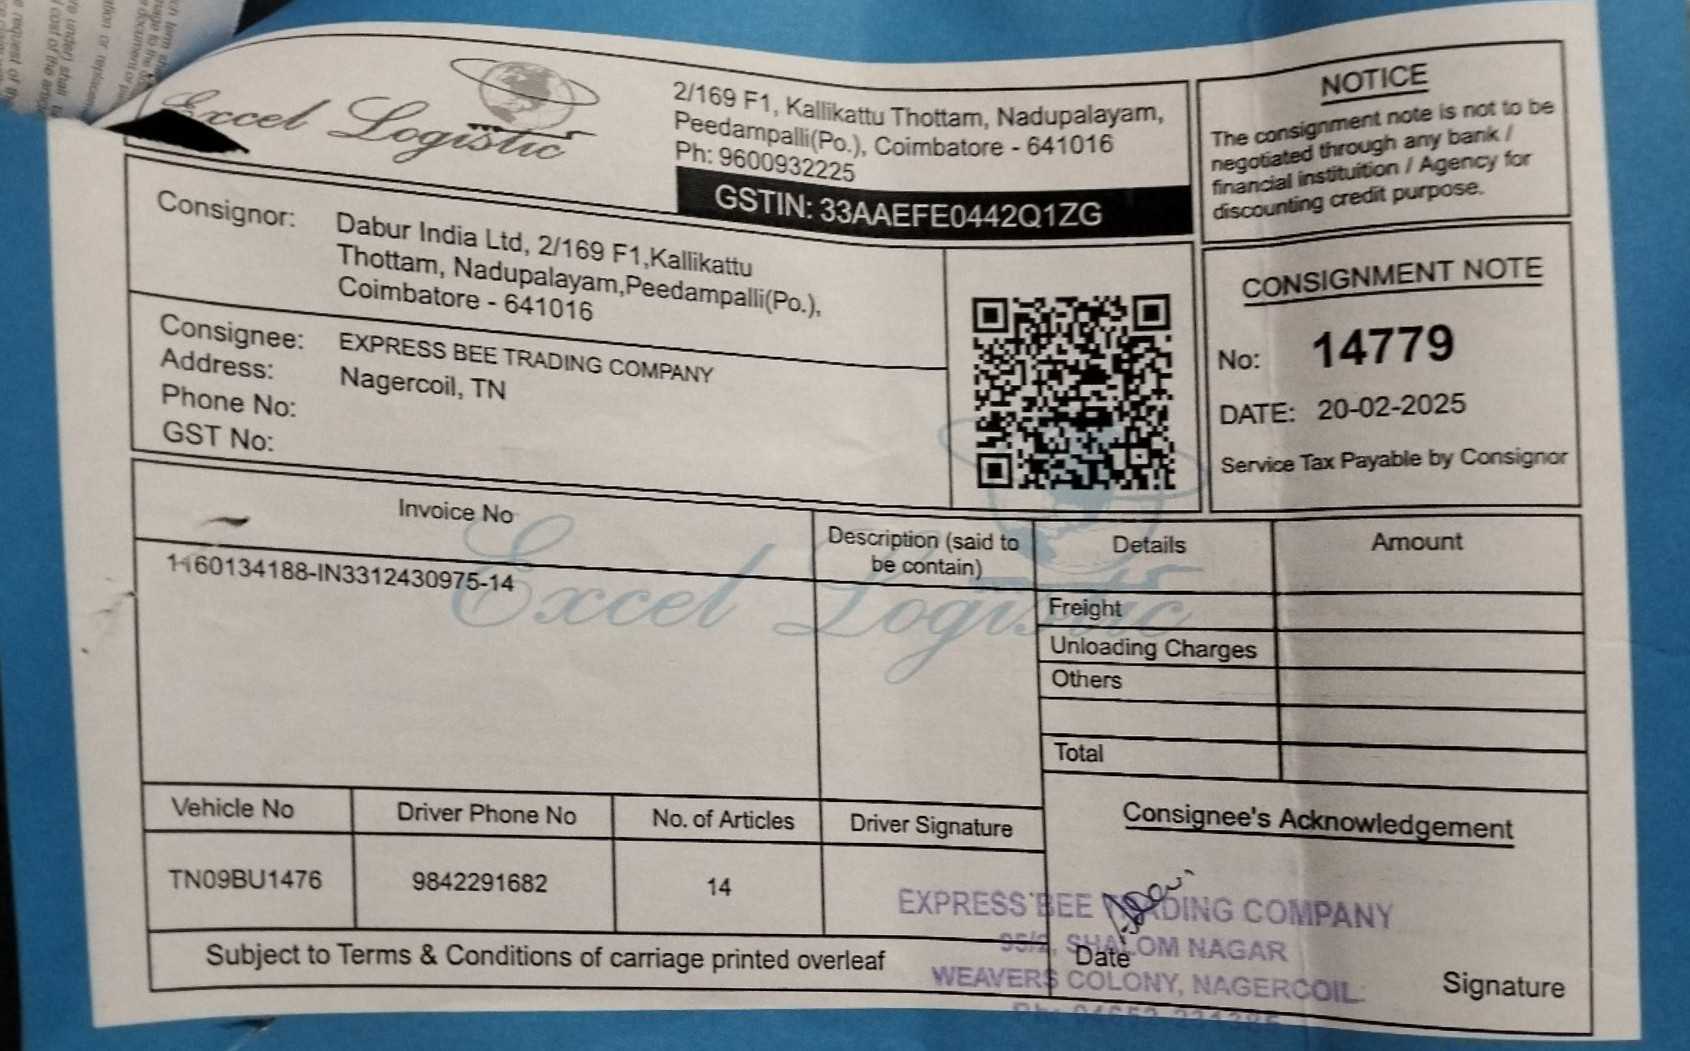 Excel Logistic
2/169 F1, Kallikattu Thottam, Nadupalayam,
Peedampalli(Po.), Coimbatore - 641016
Ph: 9600932225
GSTIN: 33AAEFE0442Q1ZG
NOTICE
The consignment note is not to be
negotiated through any bank /
financial instituition / Agency for
discounting credit purpose.
Consignor: Dabur India Ltd, 2/169 F1,Kallikattu
Thottam, Nadupalayam,Peedampalli(Po.),
Coimbatore - 641016
Consignee: EXPRESS BEE TRADING COMPANY
Address: Nagercoil, TN
Phone No:
GST No:
CONSIGNMENT NOTE
No: 14779
DATE: 20-02-2025
Service Tax Payable by Consignor
Invoice No
Description (said to
be contain)
Details
Amount
1160134188-IN3312430975-14
Excel Logistic
Freight
Unloading Charges
Others
Total
Vehicle No
Driver Phone No
No. of Articles
Driver Signature
TN09BU1476
9842291682
14
Consignee's Acknowledgement
EXPRESS BEE TRADING COMPANY
SHALOM NAGAR
WEAVERS COLONY, NAGERCOIL
Date
Signature
Subject to Terms & Conditions of carriage printed overleaf